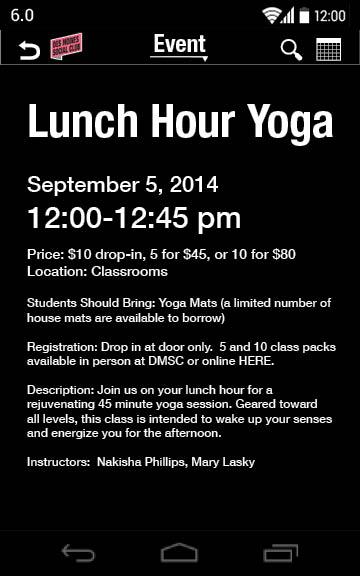 6.0
12:00
DES MOINES
SOCIAL CLUB
Event
Lunch Hour Yoga
September 5, 2014
12:00-12:45 pm
Price: $10 drop-in, 5 for $45, or 10 for $80
Location: Classrooms
Students Should Bring: Yoga Mats (a limited number of
house mats are available to borrow)
Registration: Drop in at door only.  5 and 10 class packs
available in person at DMSC or online HERE.
Description: Join us on your lunch hour for a
rejuvenating 45 minute yoga session. Geared toward
all levels, this class is intended to wake up your senses
and energize you for the afternoon.
Instructors:  Nakisha Phillips, Mary Lasky